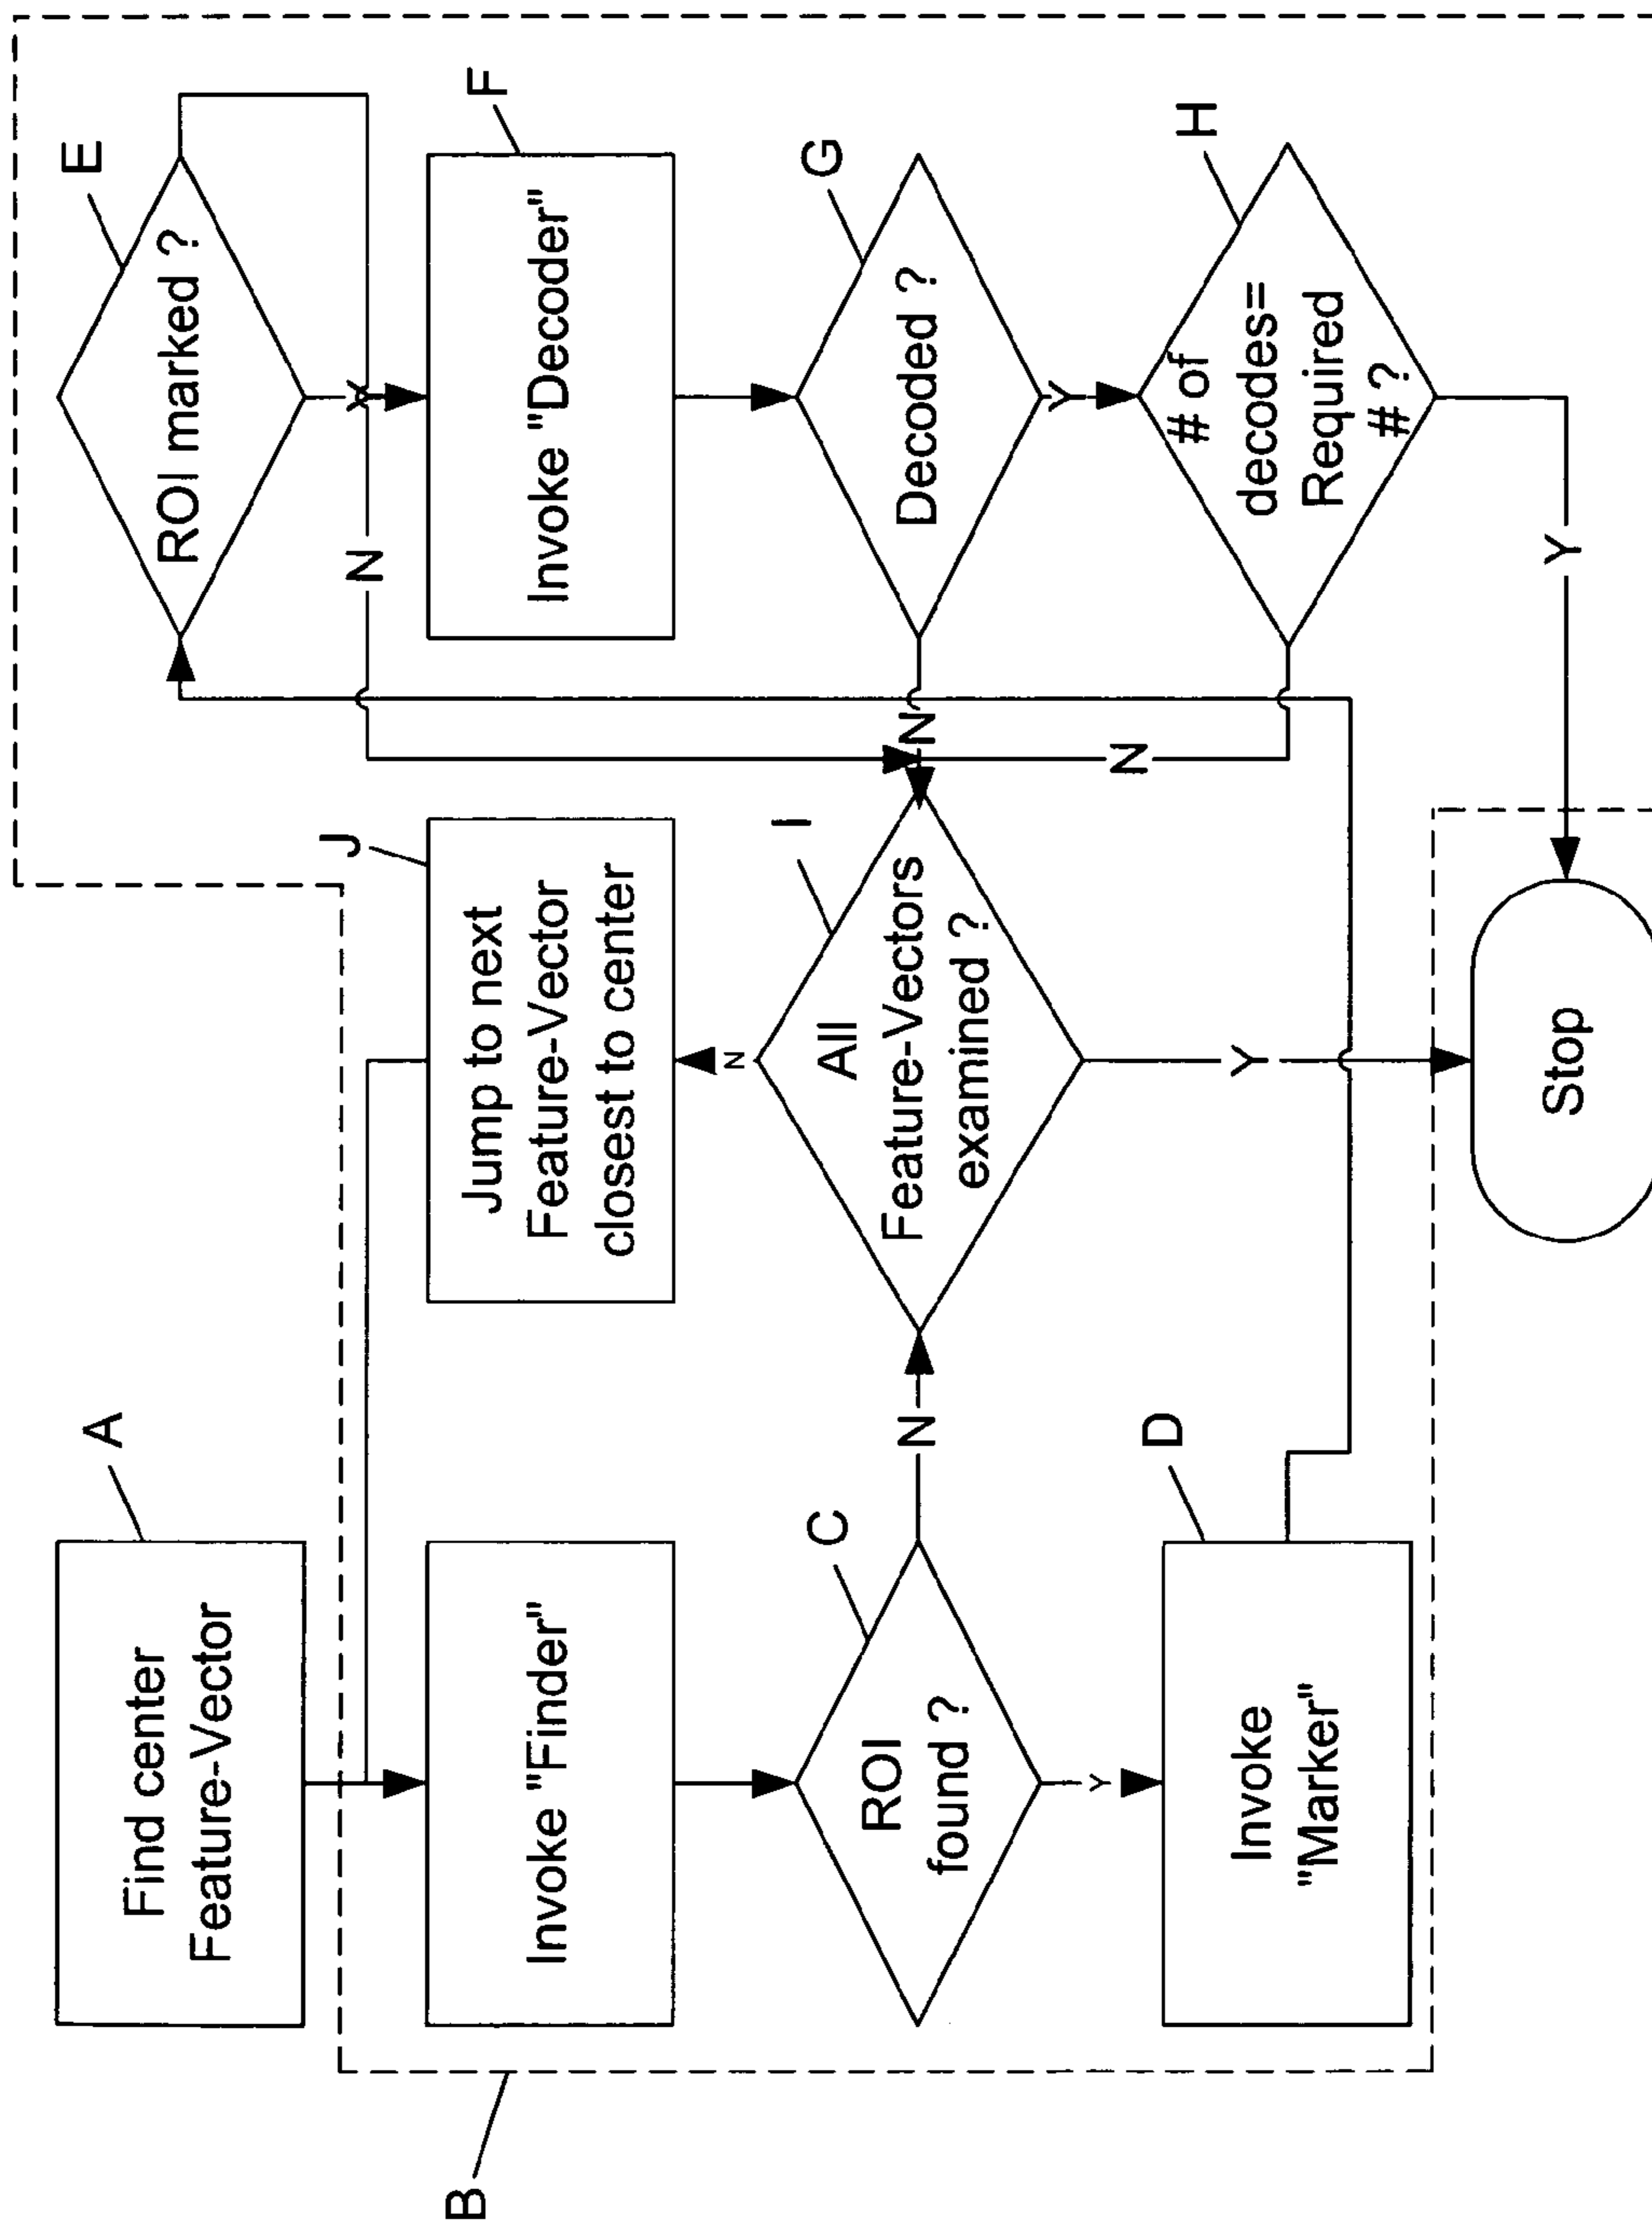 A
Find center
Feature-Vector
B
Invoke "Finder"
C
ROI
found ?
N
Y
D
Invoke
"Marker"
J
Jump to next
Feature-Vector
closest to center
N
I
All
Feature-Vectors
examined ?
Y
Stop
E
ROI marked ?
N
F
Invoke "Decoder"
G
Decoded ?
N
Y
H
# of
decodes=
Required
# ?
N
Y